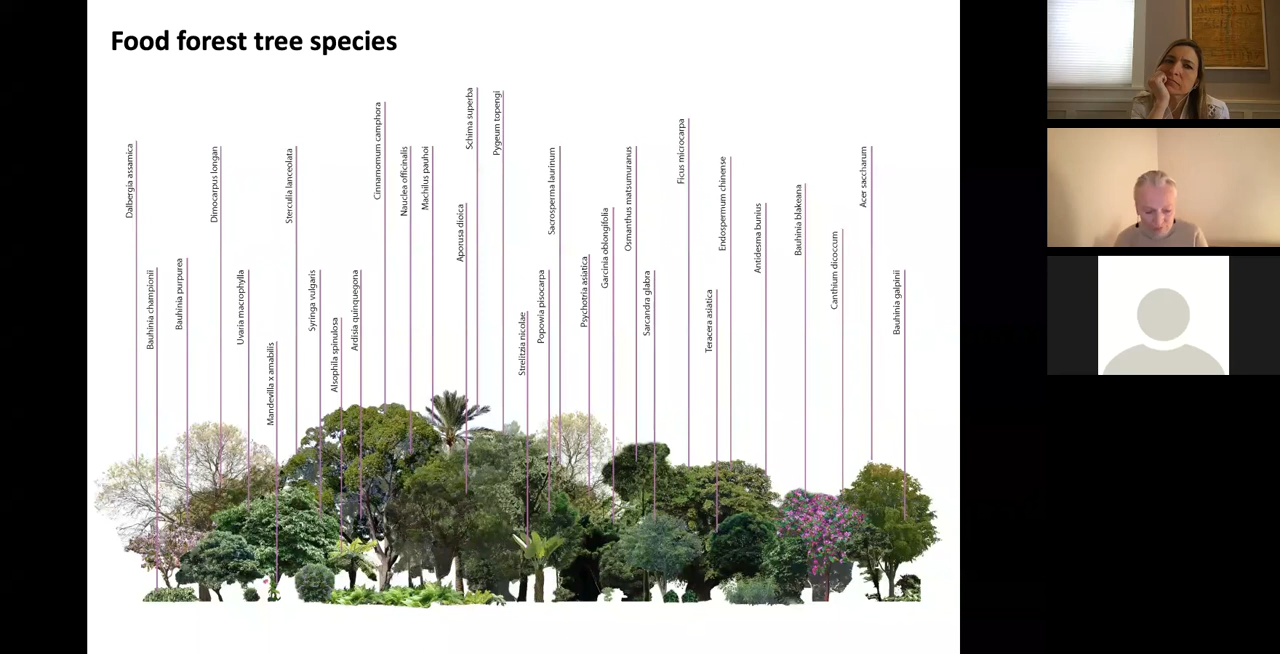 Food forest tree species
Dalbergia assamica
Bauhinia championii
Bauhinia purpurea
Dimocarpus longan
Uvaria macrophylla
Mandevilla x amabilis
Sterculia lanceolata
Syringa vulgaris
Alsophila spinulosa
Ardisia quinquegona
Cinnamomum camphora
Nauclea officinalis
Machilus pauhoi
Aporusa dioica
Schima superba
Pygeum topengi
Strelitzia nicolae
Popowia pisocarpa
Sacrosperma laurinum
Psychotria asiatica
Garcinia oblongifolia
Osmanthus matsumuranus
Sarcandra glabra
Ficus microcarpa
Teracera asiatica
Endospermum chinense
Antidesma bunius
Bauhinia blakeana
Canthium dicoccum
Acer saccharum
Bauhinia galpinii